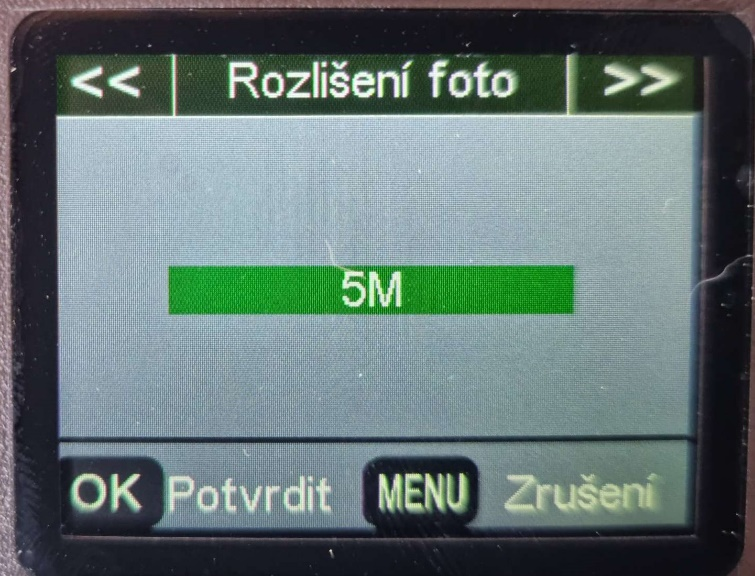 << Rozlišení foto >>
5M
OK Potvrdit MENU Zrušení